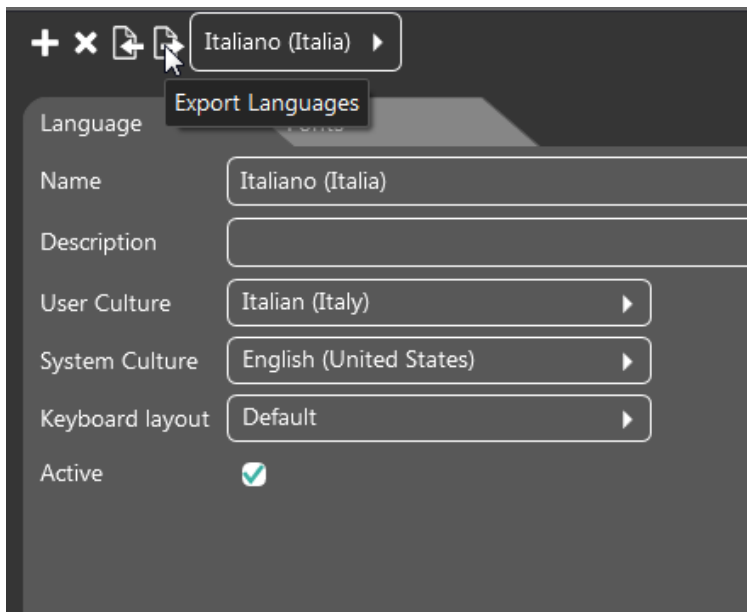 Italiano (Italia)
Export Languages
Language
Name
Italiano (Italia)
Description
User Culture
Italian (Italy)
System Culture
English (United States)
Keyboard layout
Default
Active